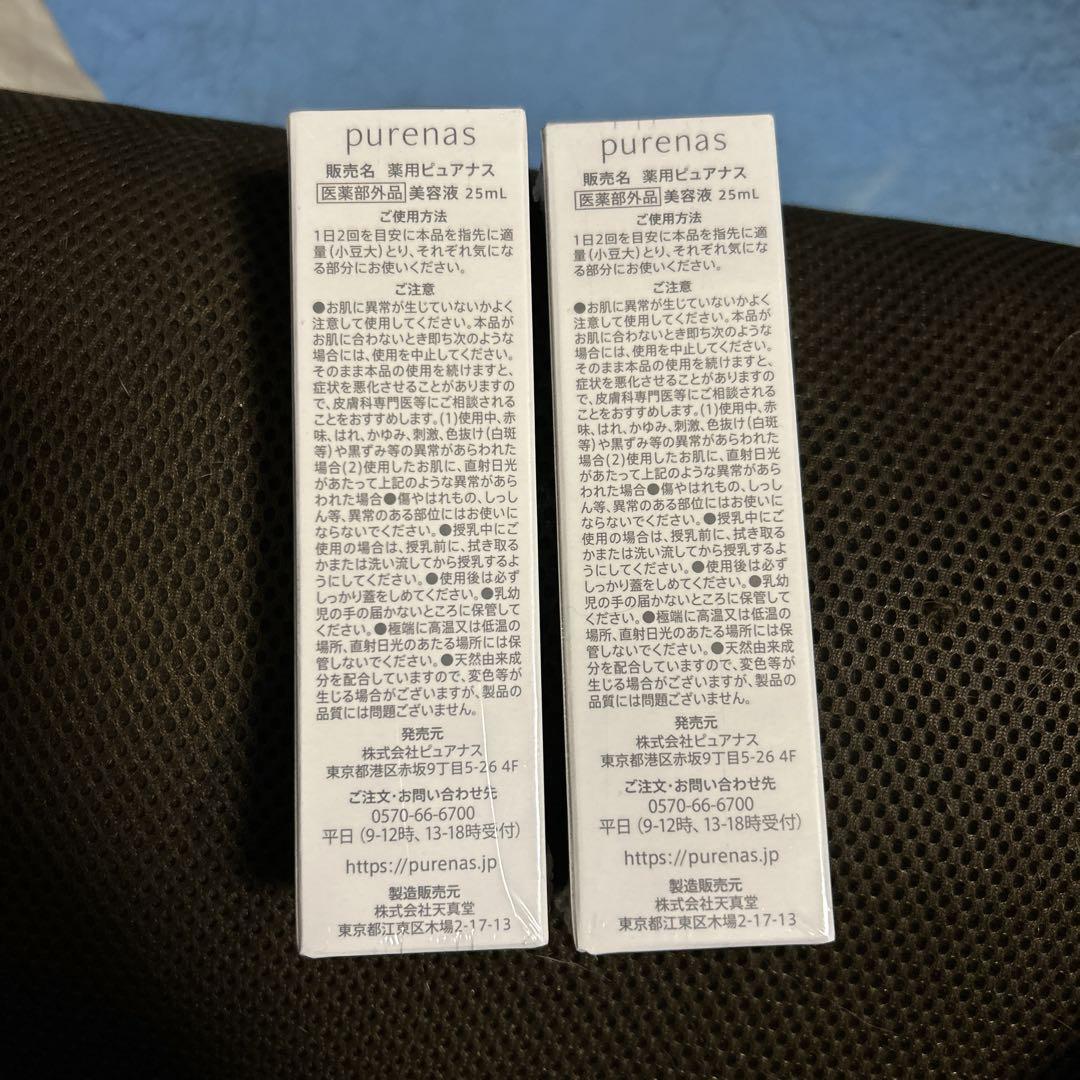 purenas
販売名 薬用ピュアナス
医薬部外品 美容液 25mL
ご使用方法
1日2回を目安に本品を指先に適
量(小豆大)とり、それぞれ気にな
る部分にお使いください。
ご注意
●お肌に異常が生じていないかよく
注意して使用してください。本品が
お肌に合わないとき即ち次のような
場合には、使用を中止してください。
そのまま本品の使用を続けますと、
症状を悪化させることがありますの
で、皮膚科専門医等にご相談される
ことをおすすめします。(1)使用中、赤
味、はれ、かゆみ、刺激、色抜け(白斑
等)や黒ずみ等の異常があらわれた
場合(2)使用したお肌に、直射日光
があたって上記のような異常があら
われた場合●傷やはれもの、しっし
ん等、異常のある部位にはお使いに
ならないでください。●授乳中にご
使用の場合は、授乳前に、拭き取る
かまたは洗い流してから授乳するよ
うにしてください。●使用後は必ず
しっかり蓋をしめてください。●乳幼
児の手の届かないところに保管して
ください。●極端に高温又は低温の
場所、直射日光のあたる場所には保
管しないでください。●天然由来成
分を配合していますので、変色等が
生じる場合がございますが、製品の
品質には問題ございません。
発売元
株式会社ピュアナス
東京都港区赤坂9丁目5-26 4F
ご注文・お問い合わせ先
0570-66-6700
平日(9-12時、13-18時受付)
https://purenas.jp
製造販売元
株式会社天真堂
東京都江東区木場2-17-13
purenas
販売名 薬用ピュアナス
医薬部外品 美容液 25mL
ご使用方法
1日2回を目安に本品を指先に適
量(小豆大)とり、それぞれ気にな
る部分にお使いください。
ご注意
●お肌に異常が生じていないかよく
注意して使用してください。本品が
お肌に合わないとき即ち次のような
場合には、使用を中止してください。
そのまま本品の使用を続けますと、
症状を悪化させることがありますの
で、皮膚科専門医等にご相談される
ことをおすすめします。(1)使用中、赤
味、はれ、かゆみ、刺激、色抜け(白斑
等)や黒ずみ等の異常があらわれた
場合(2)使用したお肌に、直射日光
があたって上記のような異常があら
われた場合●傷やはれもの、しっし
ん等、異常のある部位にはお使いに
ならないでください。●授乳中にご
使用の場合は、授乳前に、拭き取る
かまたは洗い流してから授乳するよ
うにしてください。●使用後は必ず
しっかり蓋をしめてください。●乳幼
児の手の届かないところに保管して
ください。●極端に高温又は低温の
場所、直射日光のあたる場所には保
管しないでください。●天然由来成
分を配合していますので、変色等が
生じる場合がございますが、製品の
品質には問題ございません。
発売元
株式会社ピュアナス
東京都港区赤坂9丁目5-26 4F
ご注文・お問い合わせ先
0570-66-6700
平日(9-12時、13-18時受付)
https://purenas.jp
製造販売元
株式会社天真堂
東京都江東区木場2-17-13